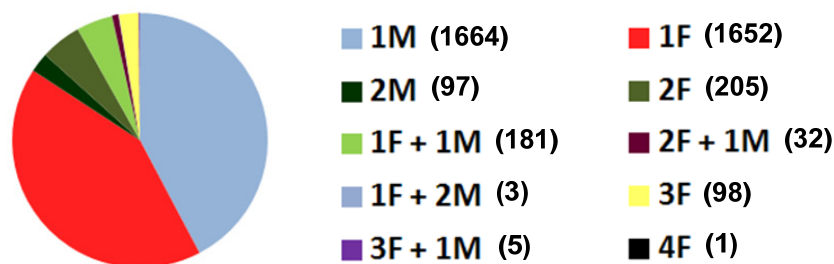 1M (1664) 1F (1652)
2M (97) 2F (205)
1F + 1M (181) 2F + 1M (32)
1F + 2M (3) 3F (98)
3F + 1M (5) 4F (1)